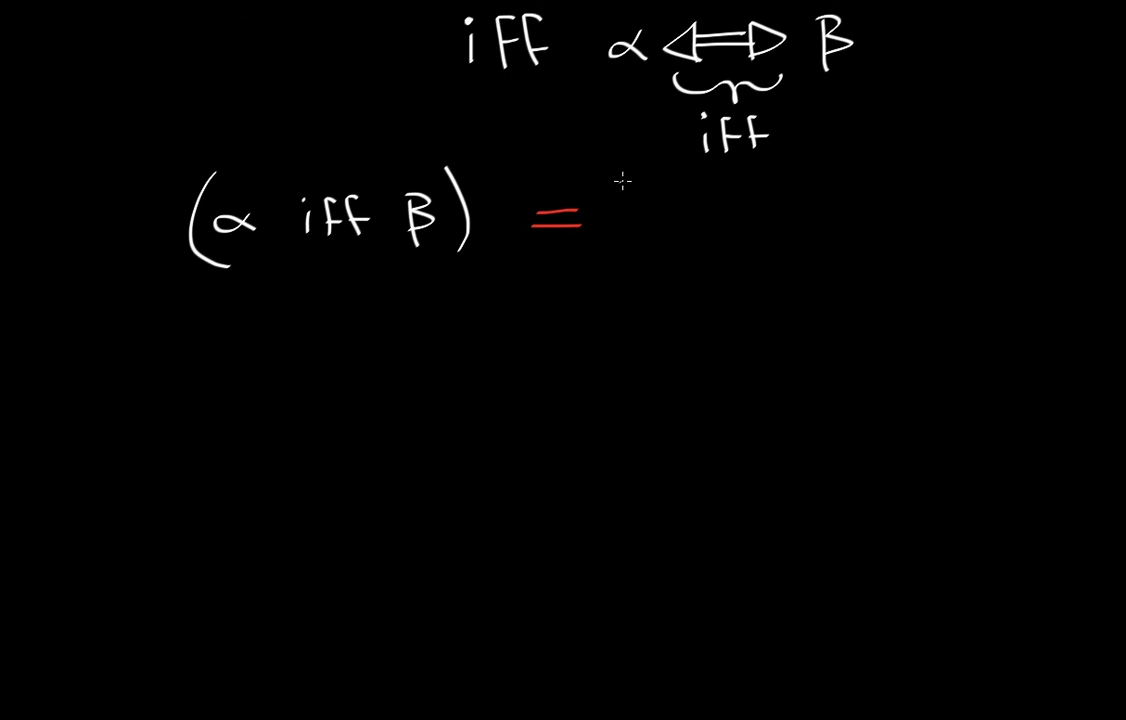 iff α ⟺ β
iff
(α iff β) =